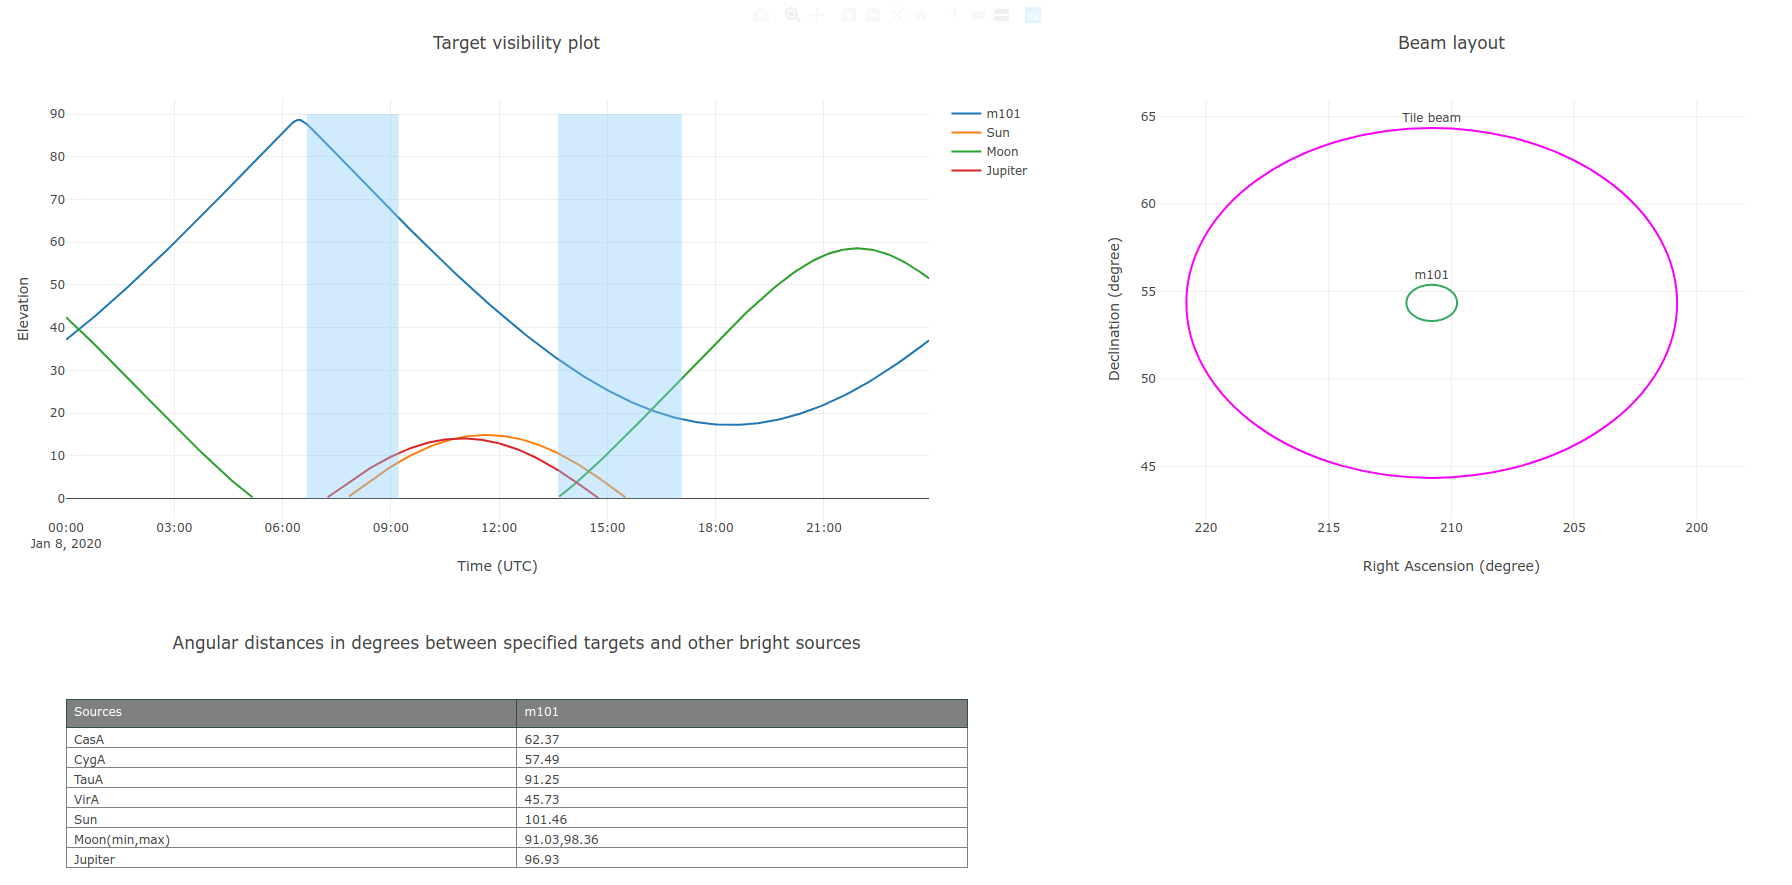 Target visibility plot
90
80
70
60
50
40
30
20
10
0
Elevation
00:00 03:00 06:00 09:00 12:00 15:00 18:00 21:00
Jan 8, 2020
Time (UTC)
m101
Sun
Moon
Jupiter
Beam layout
65
60
55
50
45
Declination (degree)
Tile beam
m101
220 215 210 205 200
Right Ascension (degree)
Angular distances in degrees between specified targets and other bright sources
Sources m101
CasA 62.37
CygA 57.49
TauA 91.25
VirA 45.73
Sun 101.46
Moon(min,max) 91.03,98.36
Jupiter 96.93